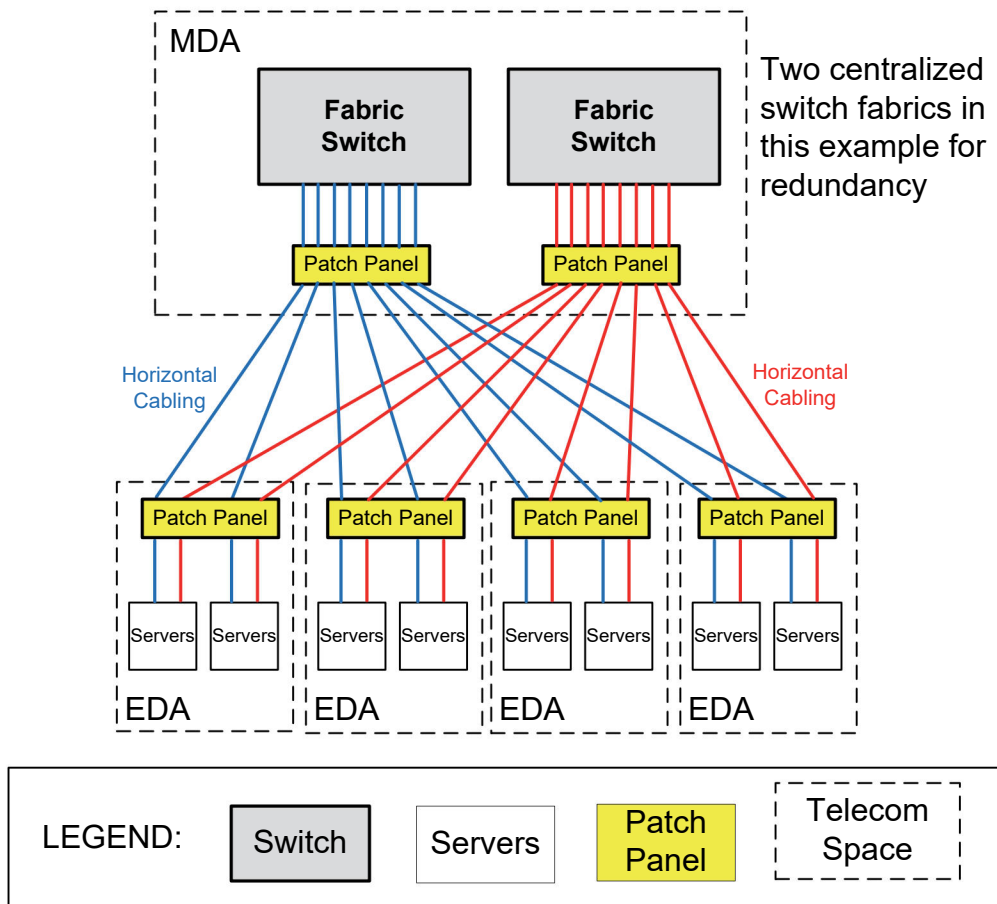 MDA
Fabric
Switch
Fabric
Switch
Two centralized
switch fabrics in
this example for
redundancy
Patch Panel
Patch Panel
Horizontal
Cabling
Horizontal
Cabling
Patch Panel
Patch Panel
Patch Panel
Patch Panel
Servers
Servers
Servers
Servers
Servers
Servers
Servers
Servers
EDA
EDA
EDA
EDA
LEGEND:
Switch
Servers
Patch
Panel
Telecom
Space